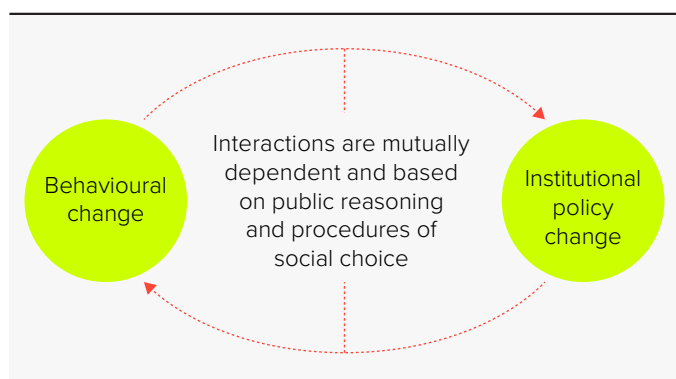 Behavioural
change
Interactions are mutually
dependent and based
on public reasoning
and procedures of
social choice
Institutional
policy
change